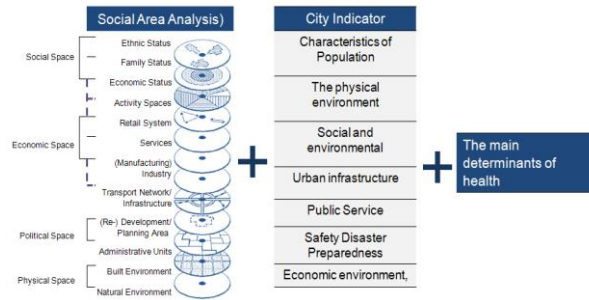 Social Area Analysis)
Social Space
Ethnic Status
Family Status
Economic Status
Activity Spaces
Economic Space
Retail System
Services
(Manufacturing)
Industry
Transport Network/
Infrastructure
Political Space
(Re-) Development/
Planning Area
Administrative Units
Physical Space
Built Environment
Natural Environment
City Indicator
Characteristics of
Population
The physical
environment
Social and
environmental
Urban infrastructure
Public Service
Safety Disaster
Preparedness
Economic environment,
The main
determinants of
health